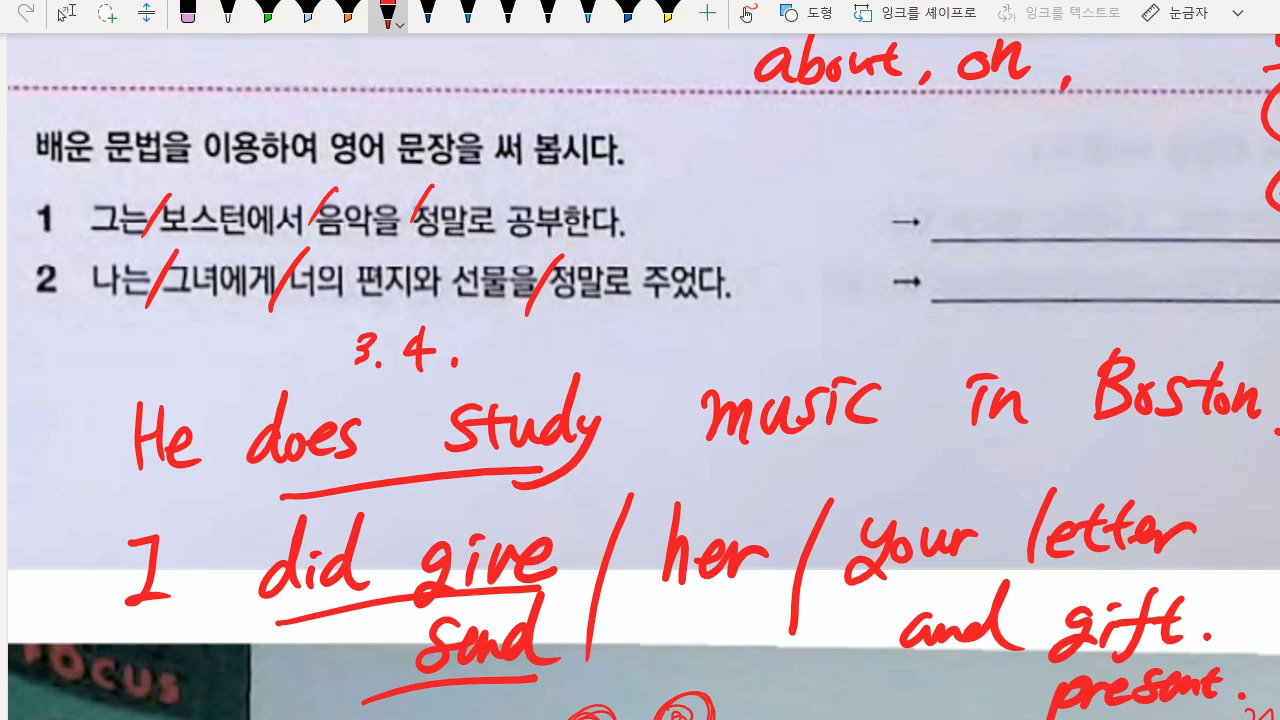 도형 잉크를 셰이프로 잉크를 텍스트로 눈금자
about, on,
배운 문법을 이용하여 영어 문장을 써 봅시다.
1 그는/보스턴에서/음악을/정말로 공부한다. →
2 나는/그녀에게/너의 편지와 선물을/정말로 주었다. →
3. 4.
He does study music in Boston.
I did give / her / your letter
send and gift.
present.
FOCUS